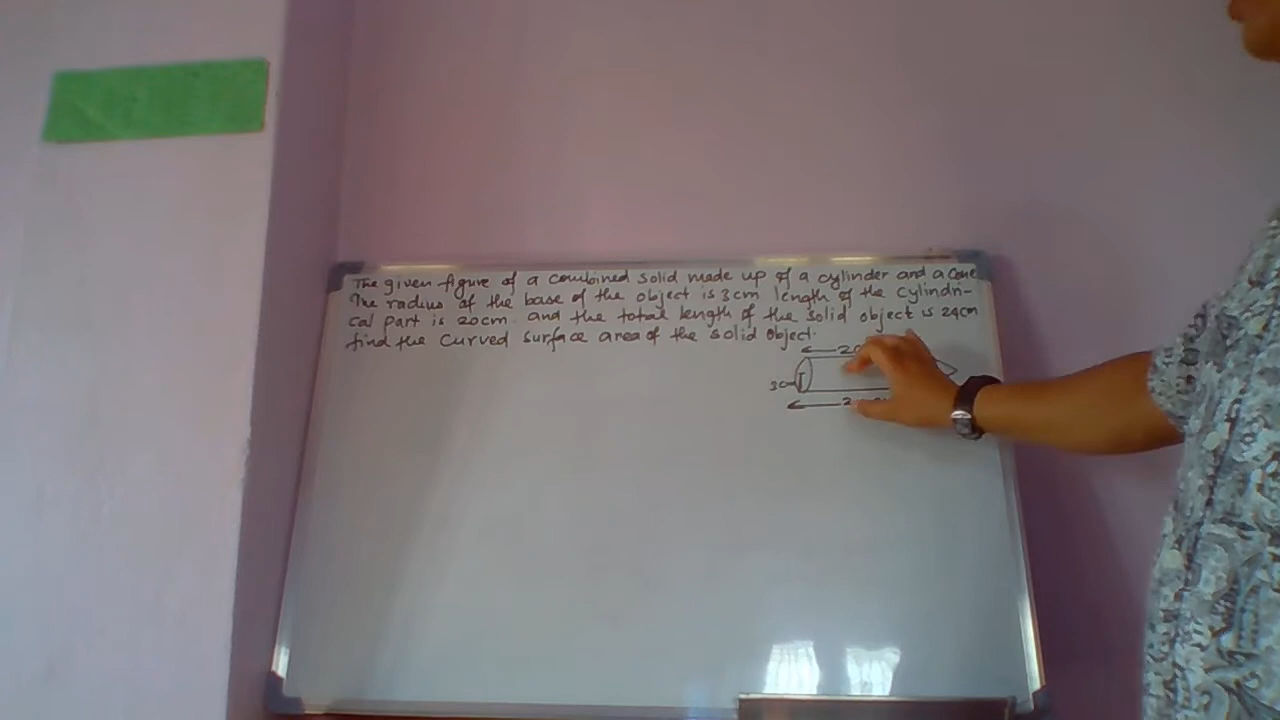 The given figure of a combined solid made up of a cylinder and a Cone
The radius of the base of the object is 3cm length of the cylindri-
cal part is 20cm. and the total length of the solid object is 24cm
find the curved surface area of the solid object.
20
3cm
2